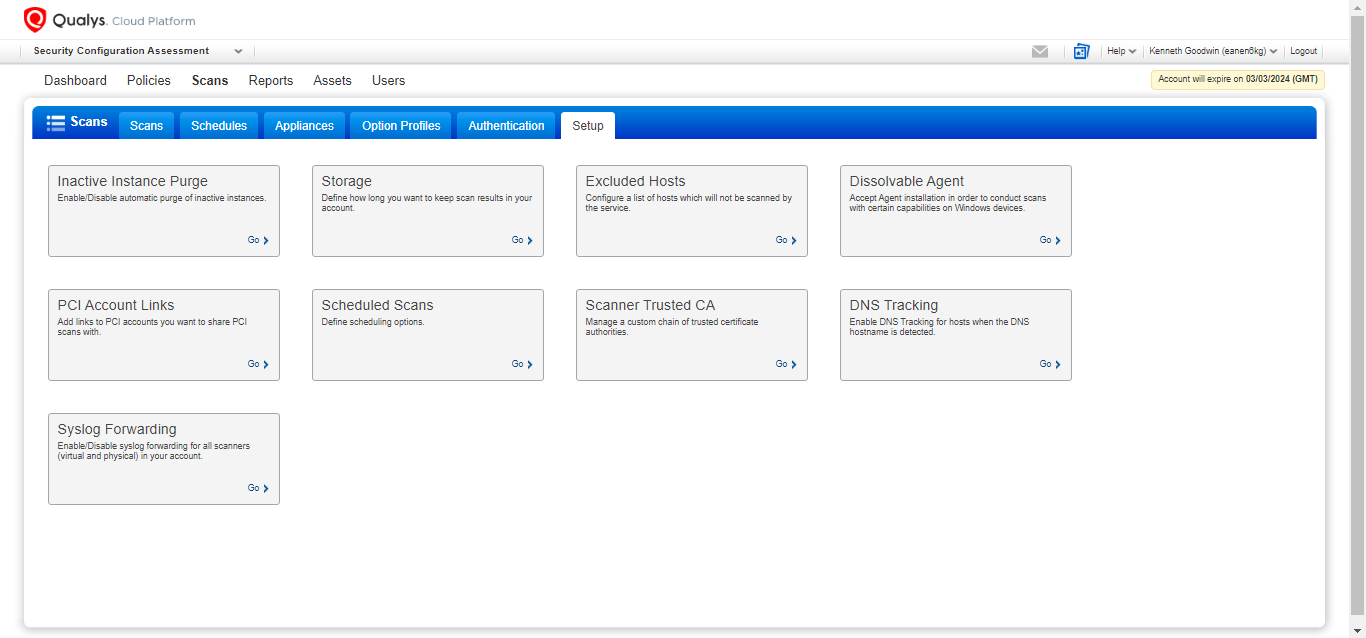 Qualys. Cloud Platform
Security Configuration Assessment
Help
Kenneth Goodwin (eanen6kg)
Logout
Dashboard Policies Scans Reports Assets Users
Account will expire on 03/03/2024 (GMT)
Scans
Scans Schedules Appliances Option Profiles Authentication Setup
Inactive Instance Purge
Enable/Disable automatic purge of inactive instances.
Go
Storage
Define how long you want to keep scan results in your
account.
Go
Excluded Hosts
Configure a list of hosts which will not be scanned by
the service.
Go
Dissolvable Agent
Accept Agent installation in order to conduct scans
with certain capabilities on Windows devices.
Go
PCI Account Links
Add links to PCI accounts you want to share PCI
scans with.
Go
Scheduled Scans
Define scheduling options.
Go
Scanner Trusted CA
Manage a custom chain of trusted certificate
authorities.
Go
DNS Tracking
Enable DNS Tracking for hosts when the DNS
hostname is detected.
Go
Syslog Forwarding
Enable/Disable syslog forwarding for all scanners
(virtual and physical) in your account.
Go